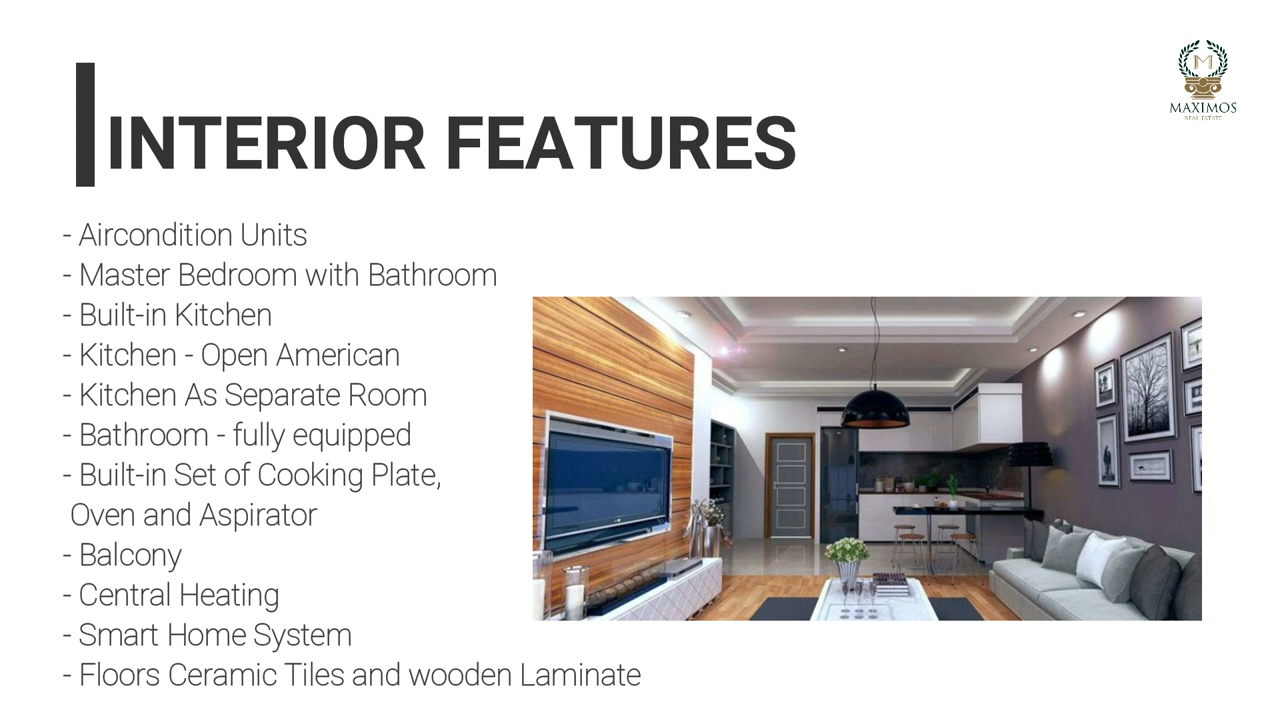 MAXIMOS
REAL ESTATE
INTERIOR FEATURES
- Aircondition Units
- Master Bedroom with Bathroom
- Built-in Kitchen
- Kitchen - Open American
- Kitchen As Separate Room
- Bathroom - fully equipped
- Built-in Set of Cooking Plate,
Oven and Aspirator
- Balcony
- Central Heating
- Smart Home System
- Floors Ceramic Tiles and wooden Laminate